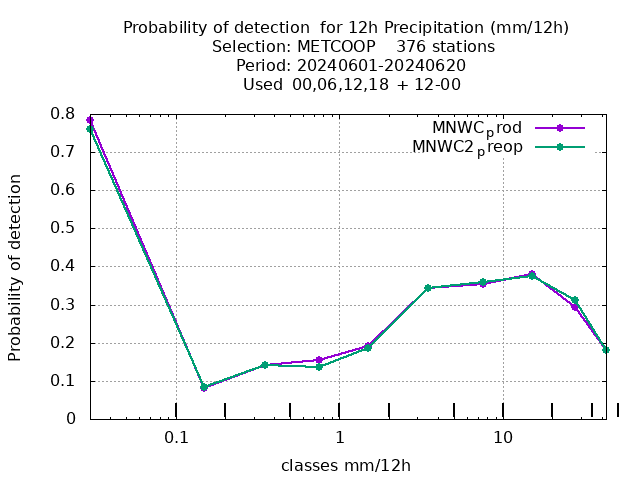 Probability of detection  for 12h Precipitation (mm/12h)
Selection: METCOOP    376 stations
Period: 20240601-20240620
Used  00,06,12,18  + 12-00
MNWCprod
MNWC2preop
0.8
0.7
0.6
0.5
0.4
0.3
0.2
0.1
0
Probability of detection
0.1 1 10
classes mm/12h